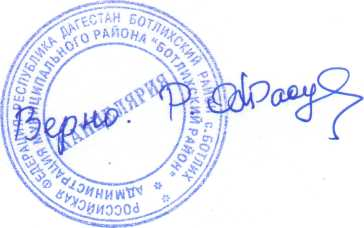 РОССИЙСКАЯ ФЕДЕРАЦИЯ РЕСПУБЛИКА ДАГЕСТАН БОТЛИХСКИЙ РАЙОН с. БОТЛИХ
АДМИНИСТРАЦИЯ МУНИЦИПАЛЬНОГО РАЙОНА "БОТЛИХСКИЙ РАЙОН"
КАНЦЕЛЯРИЯ
Верно: